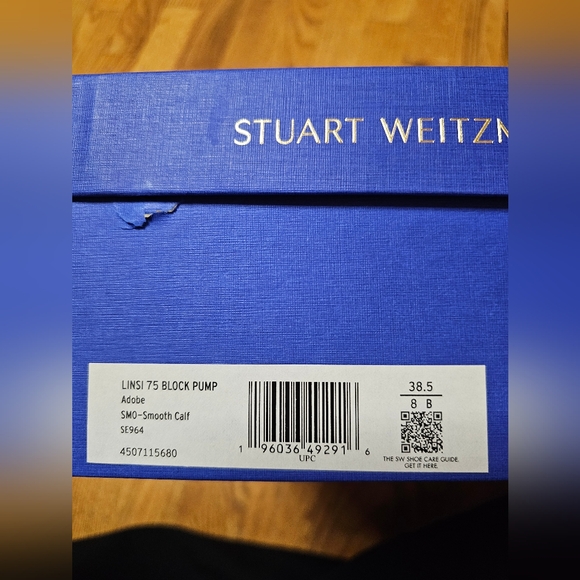 STUART WEITZM
LINSI 75 BLOCK PUMP
Adobe
SMO-Smooth Calf
SE964
4507115680
1 96036 49291 6
UPC
38.5
8 B
THE SW SHOE CARE GUIDE.
GET IT HERE.